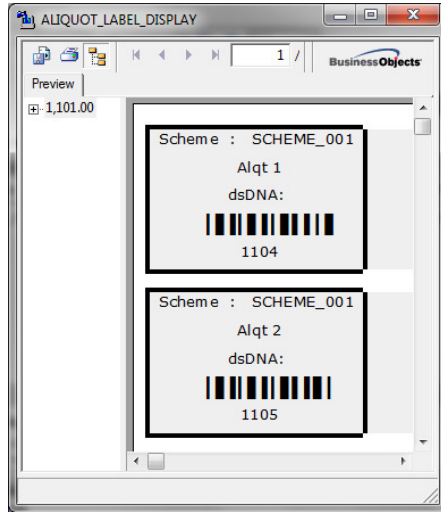 ALIQUOT_LABEL_DISPLAY
1 /
BusinessObjects
Preview
1,101.00
Scheme : SCHEME_001
Alqt 1
dsDNA:
1104
Scheme : SCHEME_001
Alqt 2
dsDNA:
1105